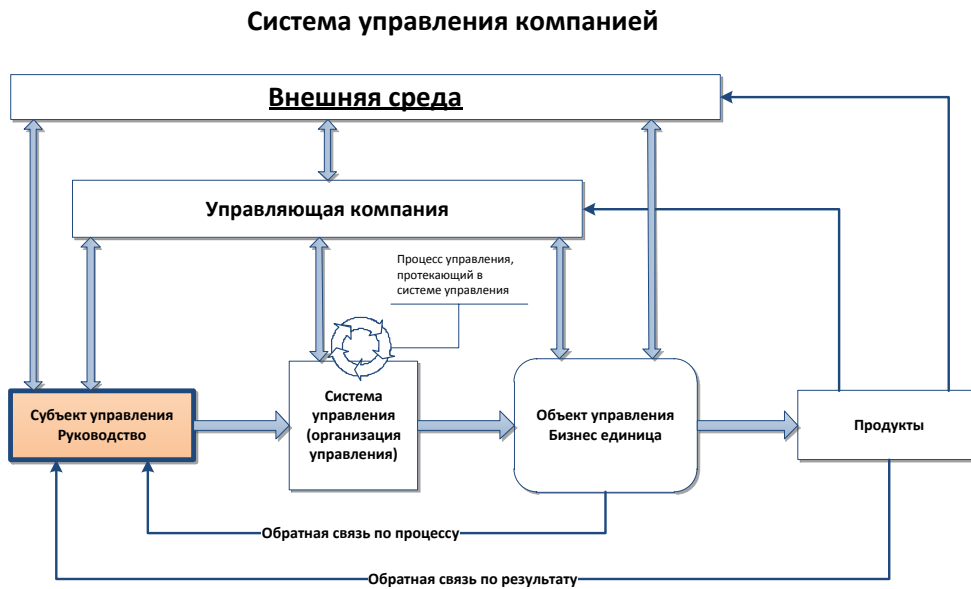 Система управления компанией
Внешняя среда
Управляющая компания
Процесс управления,
протекающий в
системе управления
Субъект управления
Руководство
Система
управления
(организация
управления)
Объект управления
Бизнес единица
Продукты
Обратная связь по процессу
Обратная связь по результату